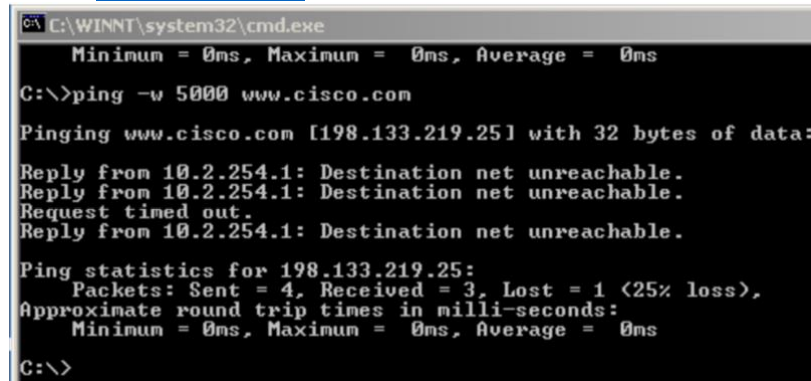 C:\WINNT\system32\cmd.exe
Minimum = 0ms, Maximum = 0ms, Average = 0ms
C:\>ping -w 5000 www.cisco.com
Pinging www.cisco.com [198.133.219.25] with 32 bytes of data:
Reply from 10.2.254.1: Destination net unreachable.
Reply from 10.2.254.1: Destination net unreachable.
Request timed out.
Reply from 10.2.254.1: Destination net unreachable.
Ping statistics for 198.133.219.25:
Packets: Sent = 4, Received = 3, Lost = 1 (25% loss),
Approximate round trip times in milli-seconds:
Minimum = 0ms, Maximum = 0ms, Average = 0ms
C:\>